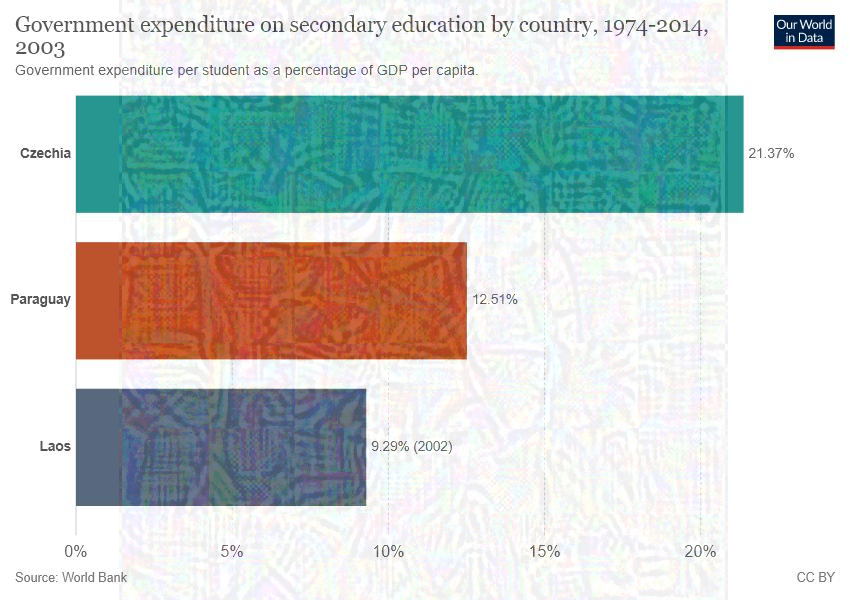 Government expenditure on secondary education by country, 1974-2014,
2003
Our World
in Data
Government expenditure per student as a percentage of GDP per capita.
Czechia
21.37%
Paraguay
12.51%
Laos
9.29% (2002)
0%
5%
10%
15%
20%
Source: World Bank
CC BY